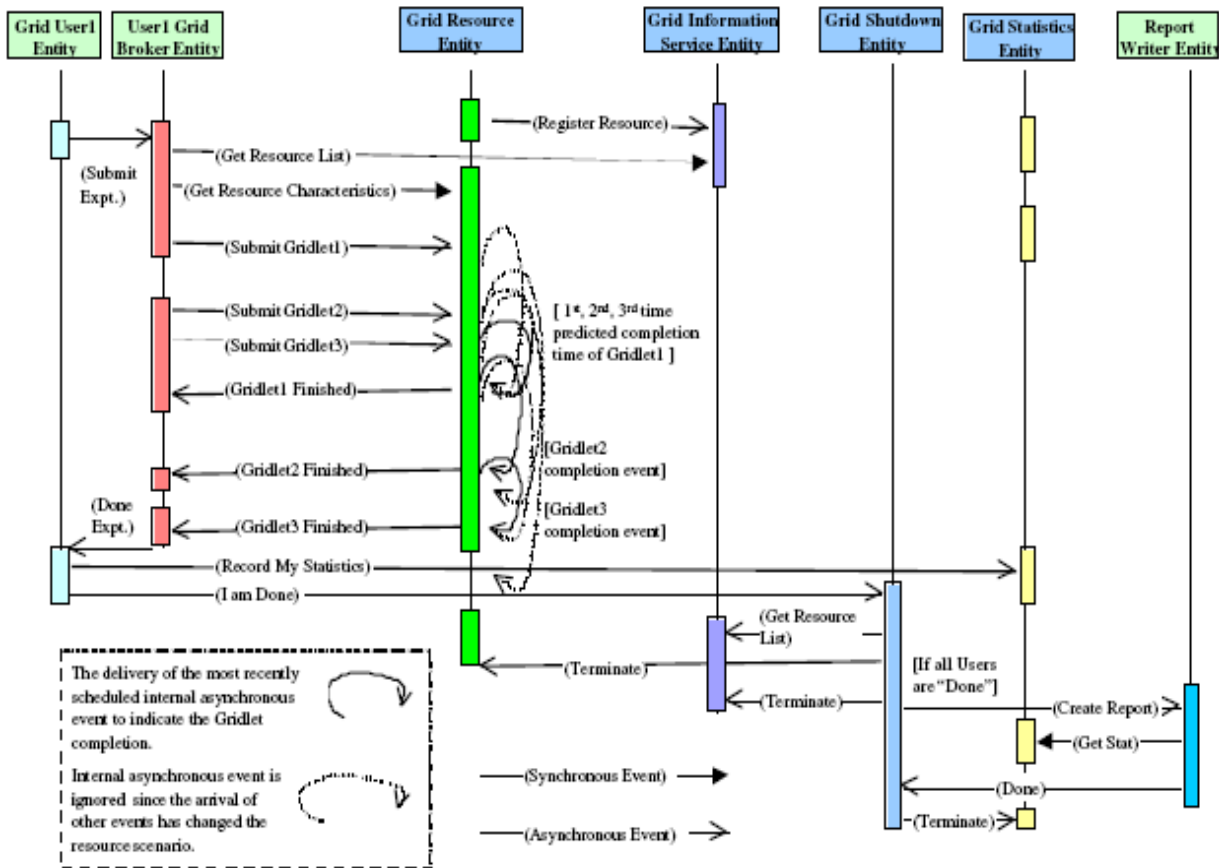 Grid User1
Entity
User1 Grid
Broker Entity
Grid Resource
Entity
Grid Information
Service Entity
Grid Shutdown
Entity
Grid Statistics
Entity
Report
Writer Entity
(Register Resource)
(Submit
Expt.)
(Get Resource List)
(Get Resource Characteristics)
(Submit Gridlet1)
(Submit Gridlet2)
(Submit Gridlet3)
[ 1st, 2nd, 3rd time
predicted completion
time of Gridlet1 ]
(Gridlet1 Finished)
[Gridlet2
completion event]
(Gridlet2 Finished)
(Done
Expt.)
[Gridlet3
completion event]
(Gridlet3 Finished)
(Record My Statistics)
(I am Done)
(Get Resource
List)
(Terminate)
[If all Users
are “Done”]
(Terminate)
(Create Report)
(Get Stat)
(Done)
(Terminate)
The delivery of the most recently
scheduled internal asynchronous
event to indicate the Gridlet
completion.
Internal asynchronous event is
ignored since the arrival of
other events has changed the
resource scenario.
(Synchronous Event)
(Asynchronous Event)